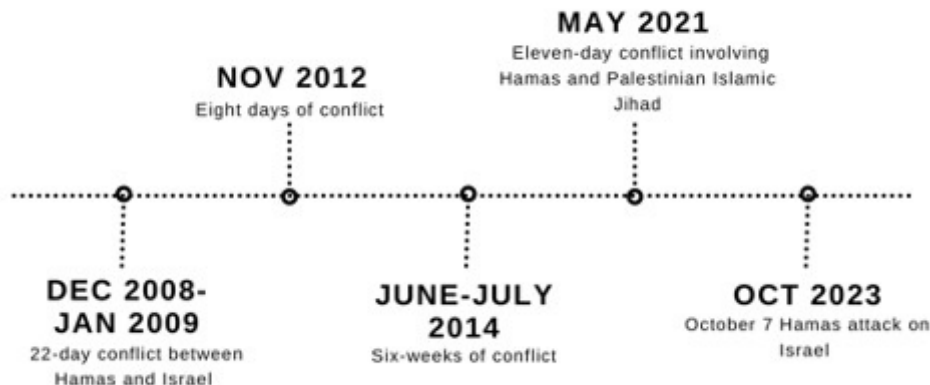 MAY 2021
Eleven-day conflict involving
Hamas and Palestinian Islamic
Jihad
NOV 2012
Eight days of conflict
DEC 2008-
JAN 2009
22-day conflict between
Hamas and Israel
JUNE-JULY
2014
Six-weeks of conflict
OCT 2023
October 7 Hamas attack on
Israel